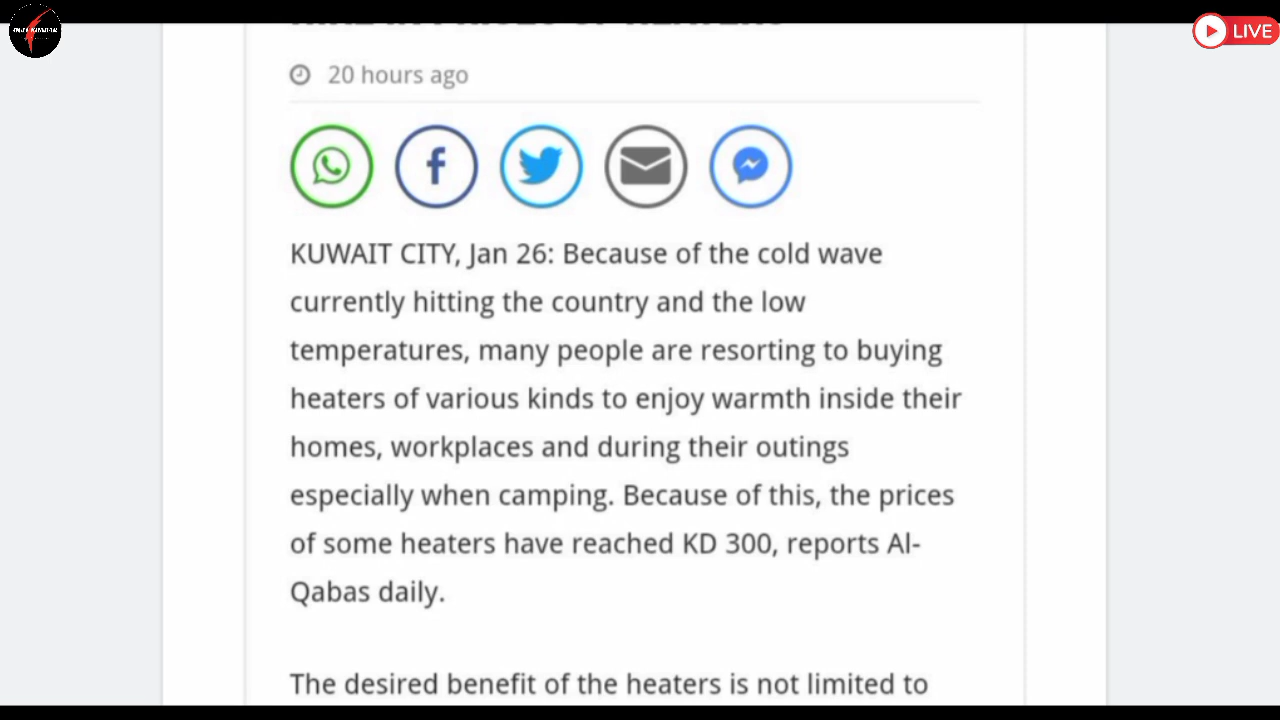 LIVE
20 hours ago
KUWAIT CITY, Jan 26: Because of the cold wave
currently hitting the country and the low
temperatures, many people are resorting to buying
heaters of various kinds to enjoy warmth inside their
homes, workplaces and during their outings
especially when camping. Because of this, the prices
of some heaters have reached KD 300, reports Al-
Qabas daily.
The desired benefit of the heaters is not limited to